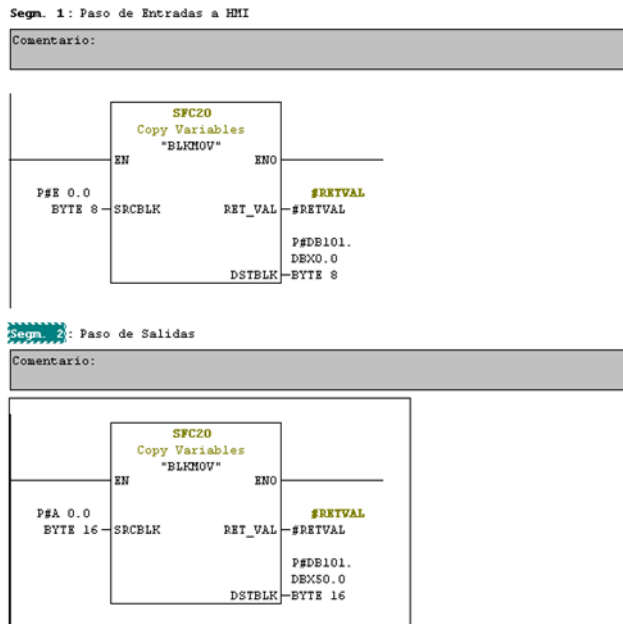 Segm. 1: Paso de Entradas a HMI
Comentario:
SFC20
Copy Variables
"BLKMOV"
EN ENO
P#E 0.0 #RETVAL
BYTE 8 SRCBLK RET_VAL #RETVAL
P#DB101.
DBX0.0
DSTBLK BYTE 8
Segm. 2: Paso de Salidas
Comentario:
SFC20
Copy Variables
"BLKMOV"
EN ENO
P#A 0.0 #RETVAL
BYTE 16 SRCBLK RET_VAL #RETVAL
P#DB101.
DBX50.0
DSTBLK BYTE 16